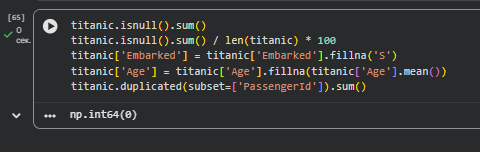 [65]
0
сек.
titanic.isnull().sum()
titanic.isnull().sum() / len(titanic) * 100
titanic['Embarked'] = titanic['Embarked'].fillna('S')
titanic['Age'] = titanic['Age'].fillna(titanic['Age'].mean())
titanic.duplicated(subset=['PassengerId']).sum()
np.int64(0)